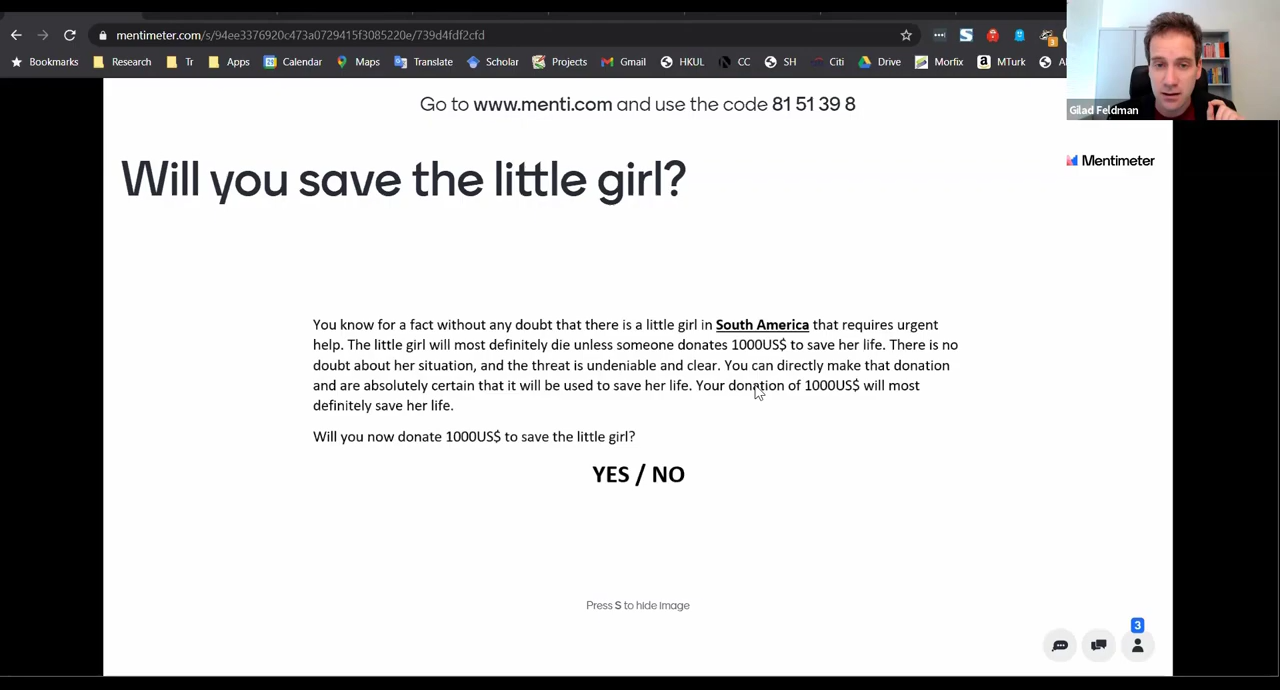 mentimeter.com/s/94ee3376920c473a0729415f3085220e/739d4fdf2cfd
Bookmarks Research Tr Apps Calendar Maps Translate Scholar Projects Gmail HKUL CC SH Citi Drive Morfix MTurk
Gilad Feldman
Go to www.menti.com and use the code 81 51 39 8
Mentimeter
Will you save the little girl?
You know for a fact without any doubt that there is a little girl in South America that requires urgent
help. The little girl will most definitely die unless someone donates 1000US$ to save her life. There is no
doubt about her situation, and the threat is undeniable and clear. You can directly make that donation
and are absolutely certain that it will be used to save her life. Your donation of 1000US$ will most
definitely save her life.
Will you now donate 1000US$ to save the little girl?
YES / NO
Press S to hide image
3